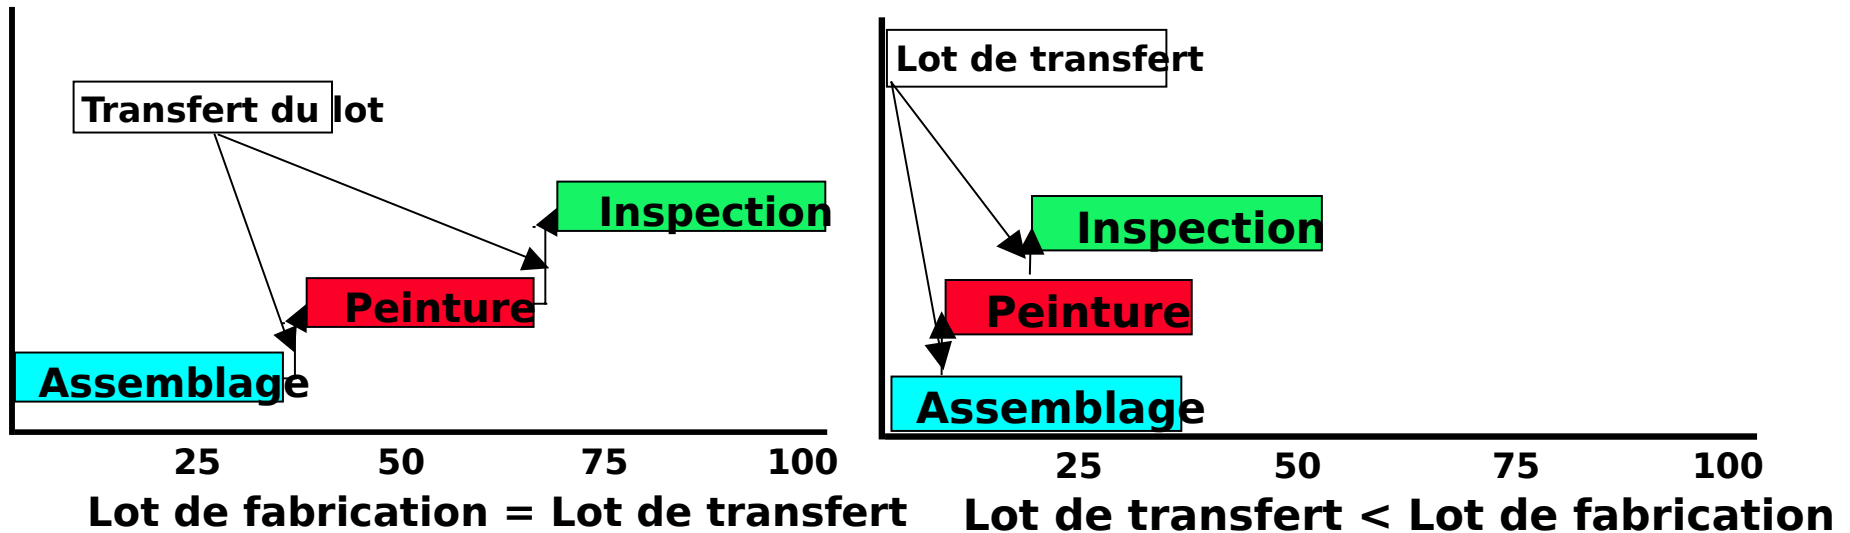 Transfert du lot
Inspection
Peinture
Assemblage
25 50 75 100
Lot de fabrication = Lot de transfert
Lot de transfert
Inspection
Peinture
Assemblage
25 50 75 100
Lot de transfert < Lot de fabrication